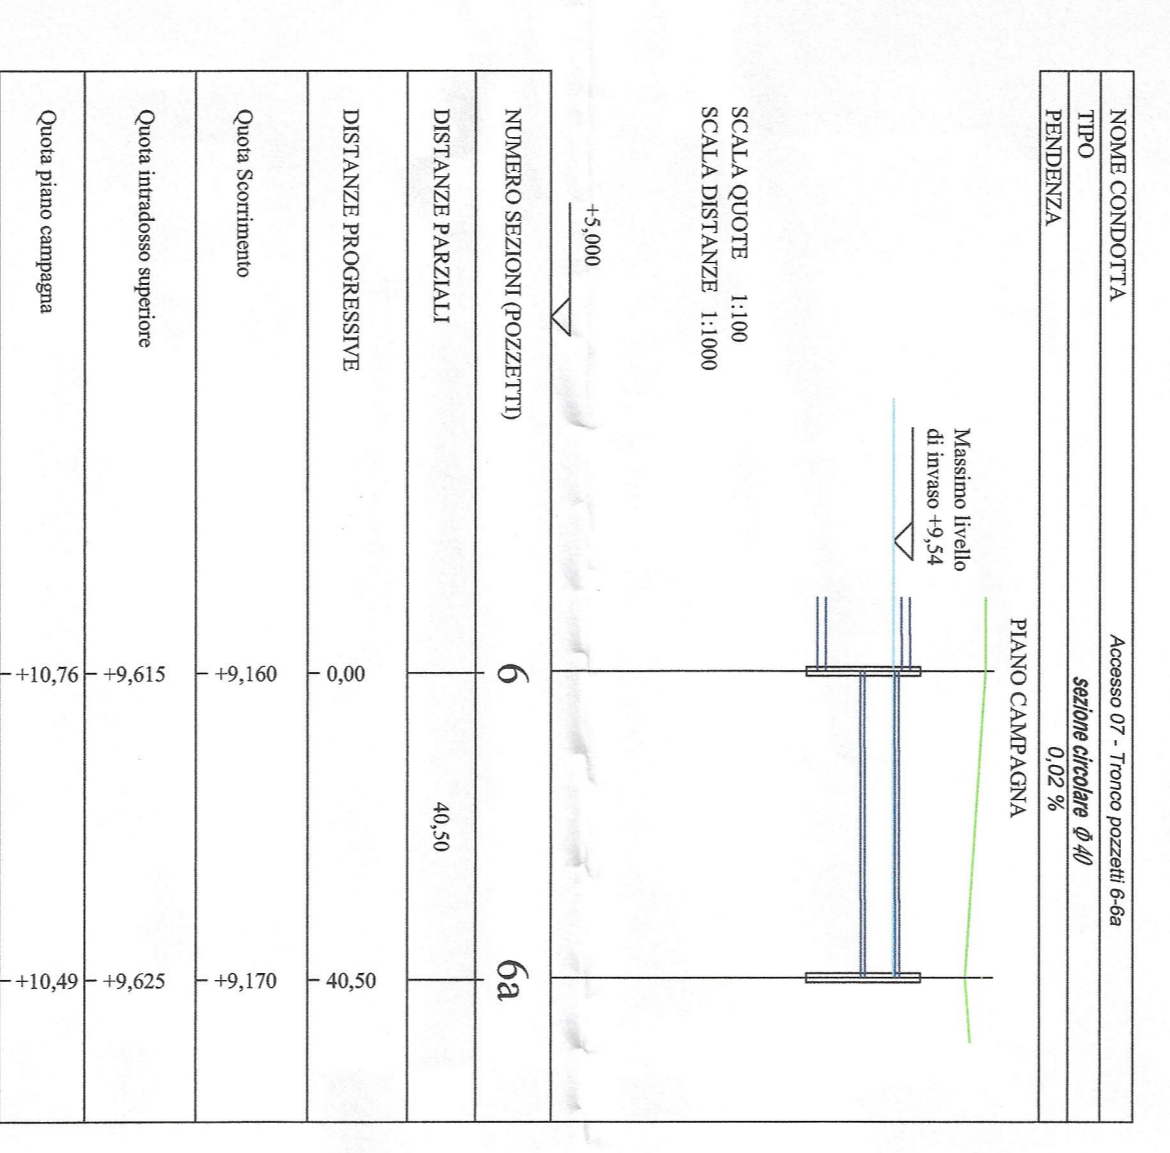 NOME CONDOTTA Accesso 07 - Tronco pozzetti 6-6a
TIPO sezione circolare Φ 40
PENDENZA 0,02 %
PIANO CAMPAGNA
Massimo livello
di invaso +9,54
SCALA QUOTE 1:100
SCALA DISTANZE 1:1000
+5,000
NUMERO SEZIONI (POZZETTI) 6 6a
DISTANZE PARZIALI 40,50
DISTANZE PROGRESSIVE 0,00 40,50
Quota Scorrimento +9,160 +9,170
Quota intradosso superiore +9,615 +9,625
Quota piano campagna +10,76 +10,49